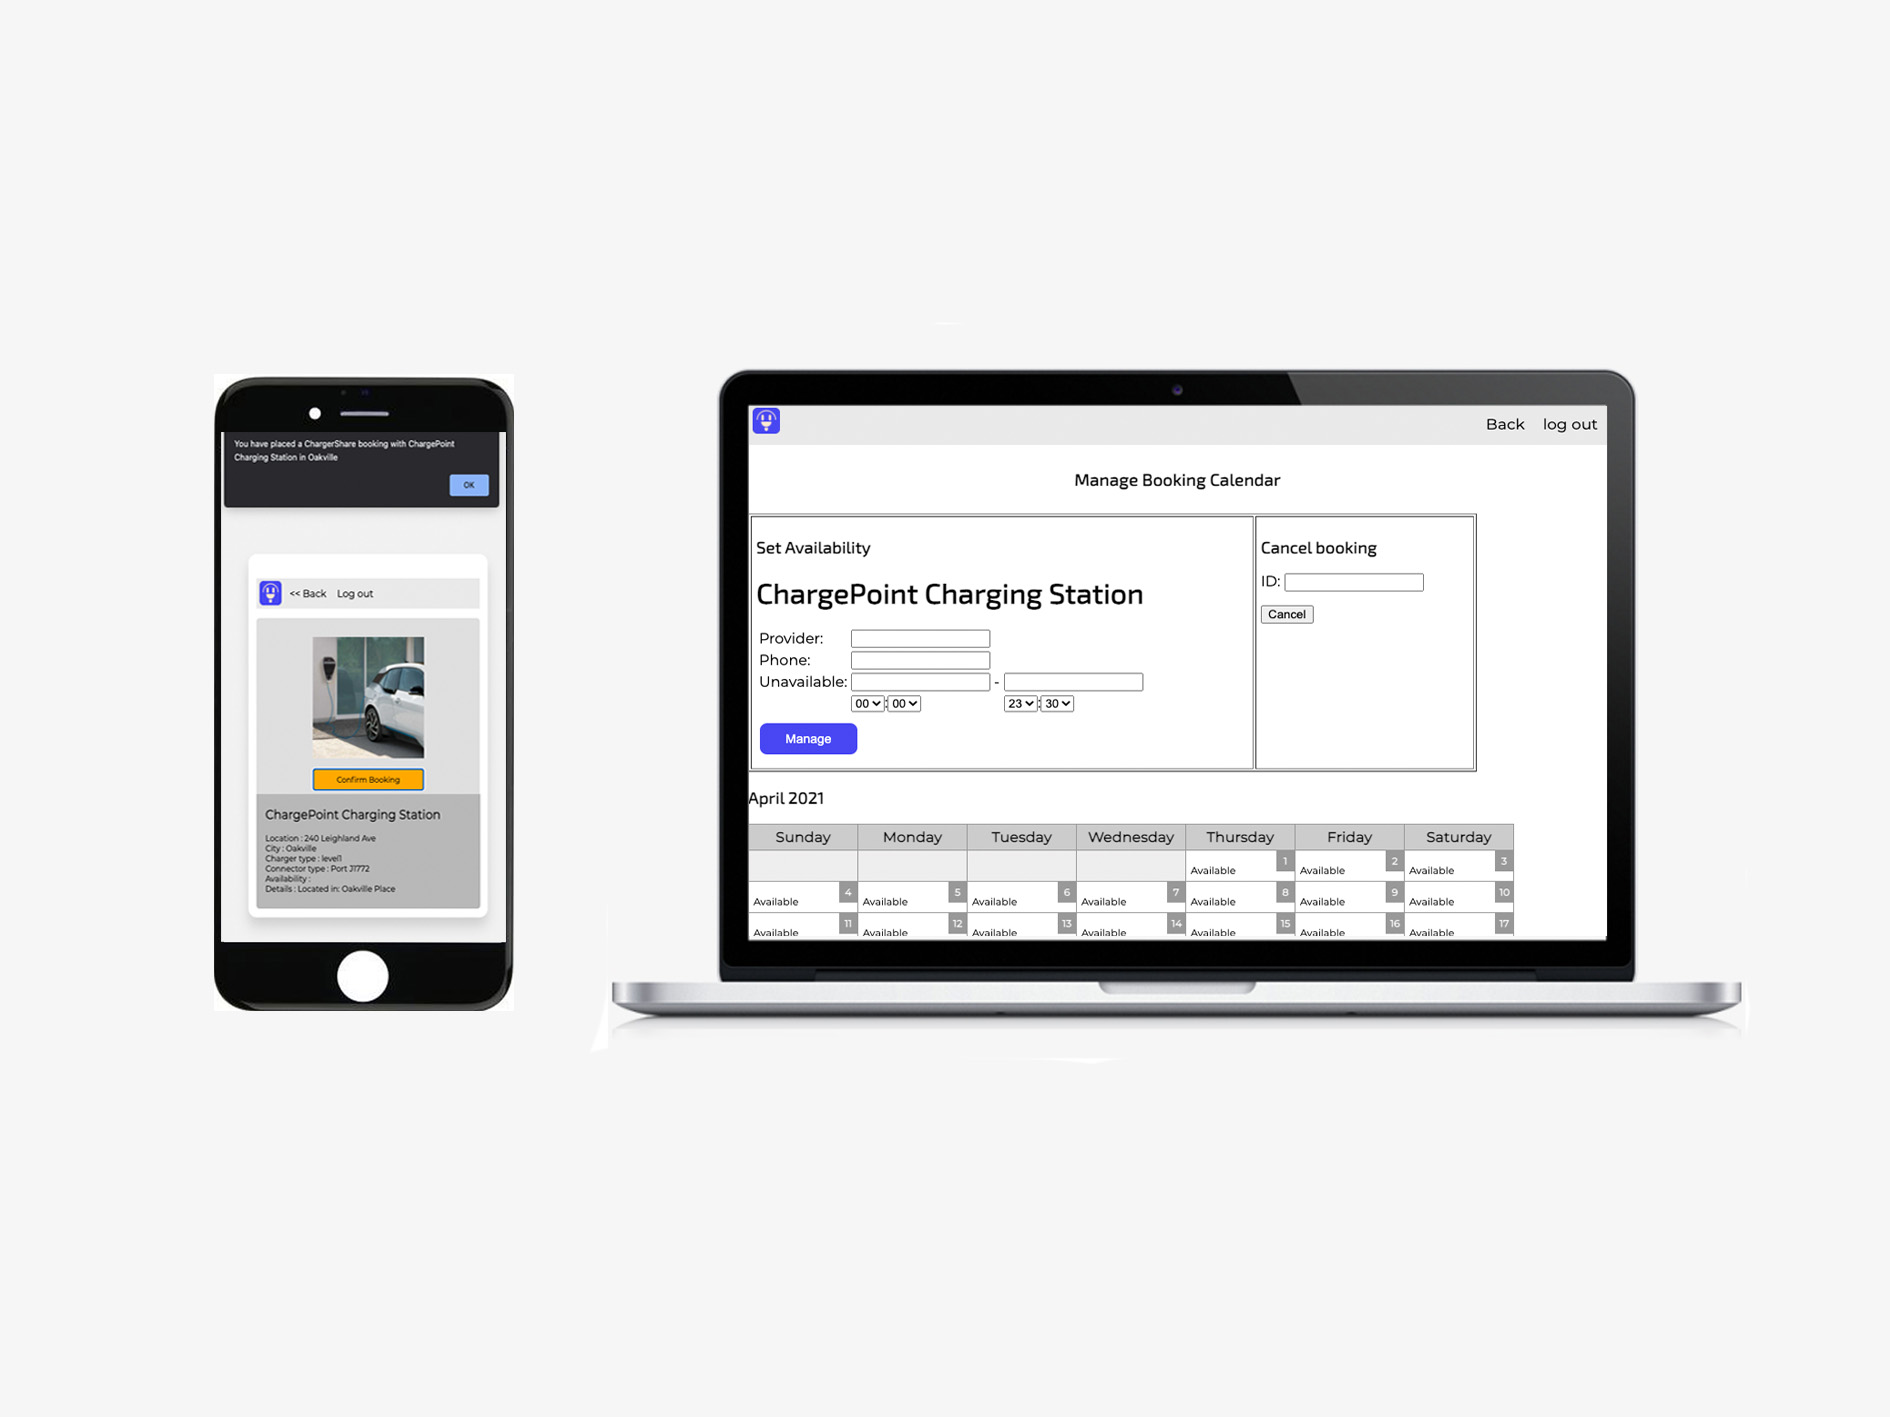 You have placed a ChargerShare booking with ChargePoint
Charging Station in Oakville
OK
<< Back Log out
Confirm Booking
ChargePoint Charging Station
Location : 240 Leighland Ave
City : Oakville
Charger type : level1
Connector type : Port J1772
Availability :
Details : Located in: Oakville Place
Back log out
Manage Booking Calendar
Set Availability
ChargePoint Charging Station
Provider:
Phone:
Unavailable: -
00 : 00 23 : 30
Manage
Cancel booking
ID:
Cancel
April 2021
Sunday Monday Tuesday Wednesday Thursday Friday Saturday
1 2 3
Available Available Available
4 5 6 7 8 9 10
Available Available Available Available Available Available Available
11 12 13 14 15 16 17
Available Available Available Available Available Available Available